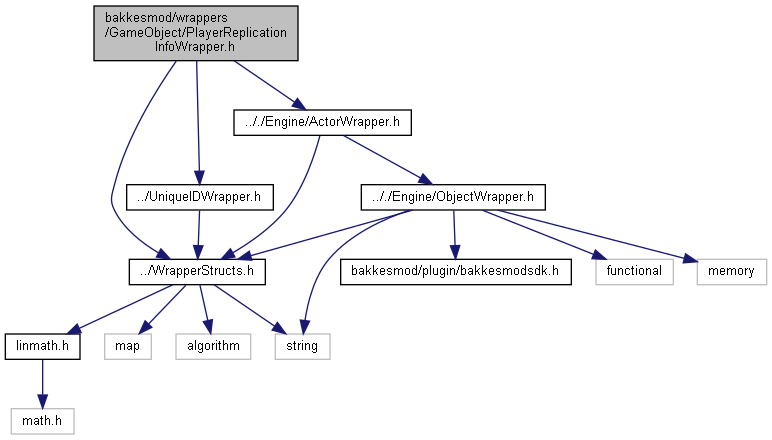 bakkesmod/wrappers
/GameObject/PlayerReplication
InfoWrapper.h
.././Engine/ActorWrapper.h
../UniqueIDWrapper.h
.././Engine/ObjectWrapper.h
../WrapperStructs.h
bakkesmod/plugin/bakkesmodsdk.h
functional
memory
linmath.h
map
algorithm
string
math.h